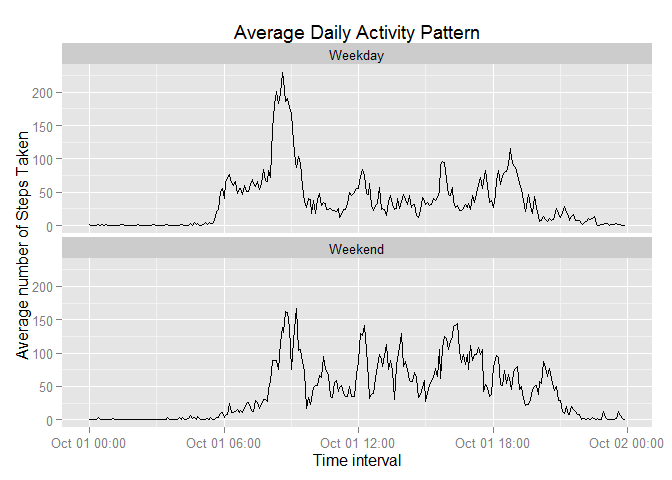 Average Daily Activity Pattern
Weekday
200
150
100
50
0
Weekend
200
150
100
50
0
Average number of Steps Taken
Oct 01 00:00 Oct 01 06:00 Oct 01 12:00 Oct 01 18:00 Oct 02 00:00
Time interval